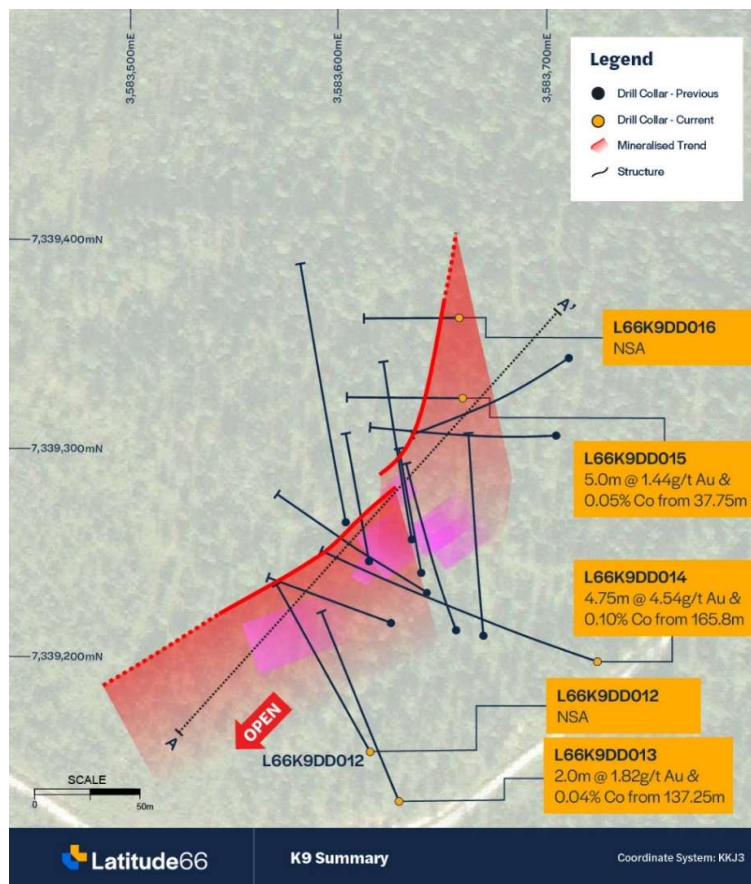 3,583,500mE
3,583,600mE
3,583,700mE
Legend
Drill Collar - Previous
Drill Collar - Current
Mineralised Trend
Structure
7,339,400mN
A'
L66K9DD016
NSA
7,339,300mN
L66K9DD015
5.0m @ 1.44g/t Au &
0.05% Co from 37.75m
L66K9DD014
4.75m @ 4.54g/t Au &
0.10% Co from 165.8m
7,339,200mN
L66K9DD012
NSA
OPEN
A
L66K9DD012
L66K9DD013
2.0m @ 1.82g/t Au &
0.04% Co from 137.25m
SCALE
0 50m
Latitude66
K9 Summary
Coordinate System: KKJ3